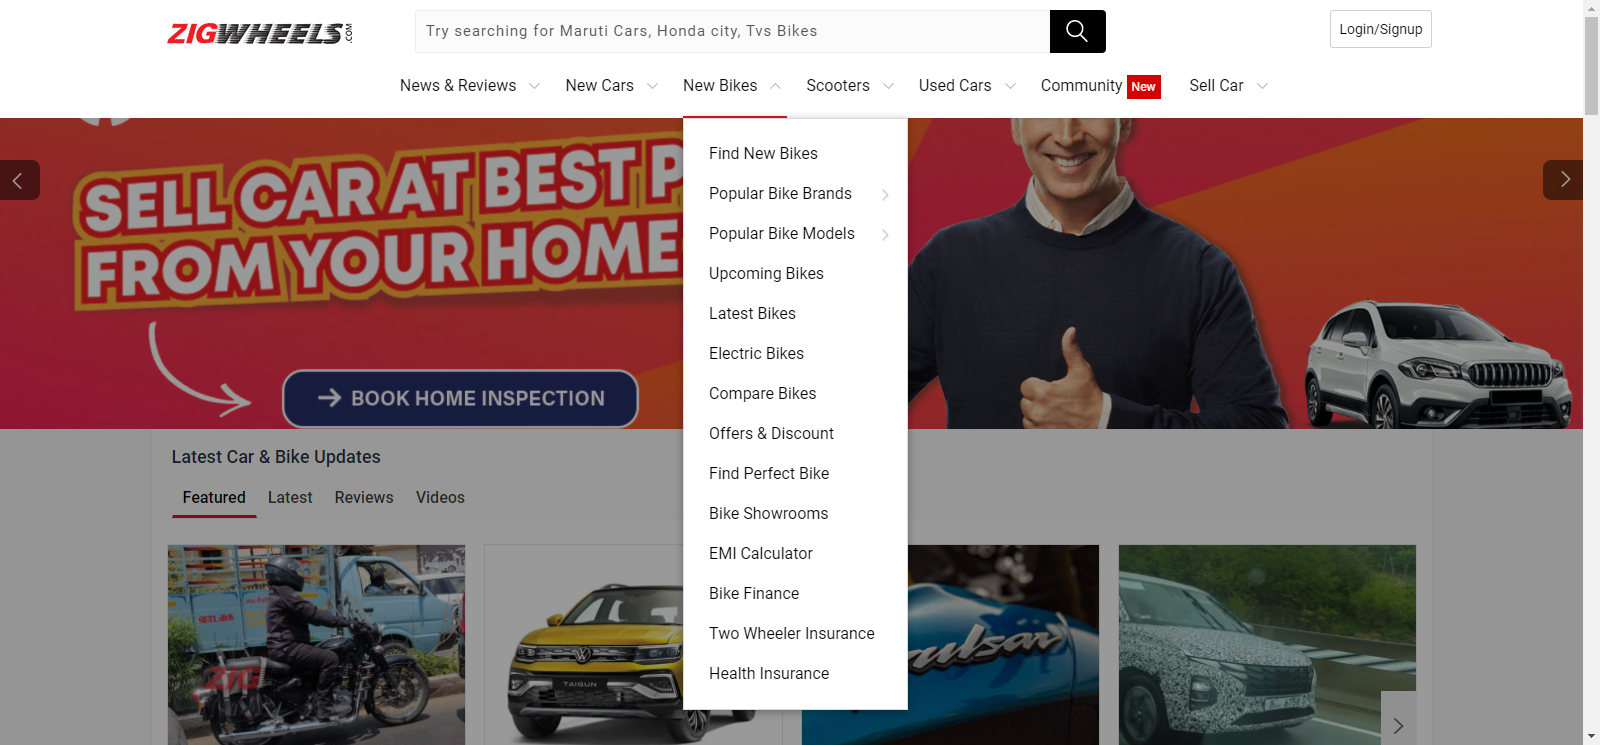 ZIGWHEELS.COM
Try searching for Maruti Cars, Honda city, Tvs Bikes
Login/Signup
News & Reviews
New Cars
New Bikes
Scooters
Used Cars
Community New
Sell Car
SELL CAR AT BEST P
FROM YOUR HOME
BOOK HOME INSPECTION
Find New Bikes
Popular Bike Brands
Popular Bike Models
Upcoming Bikes
Latest Bikes
Electric Bikes
Compare Bikes
Offers & Discount
Find Perfect Bike
Bike Showrooms
EMI Calculator
Bike Finance
Two Wheeler Insurance
Health Insurance
Latest Car & Bike Updates
Featured
Latest
Reviews
Videos
ZIG
TAIGUN
ulsar